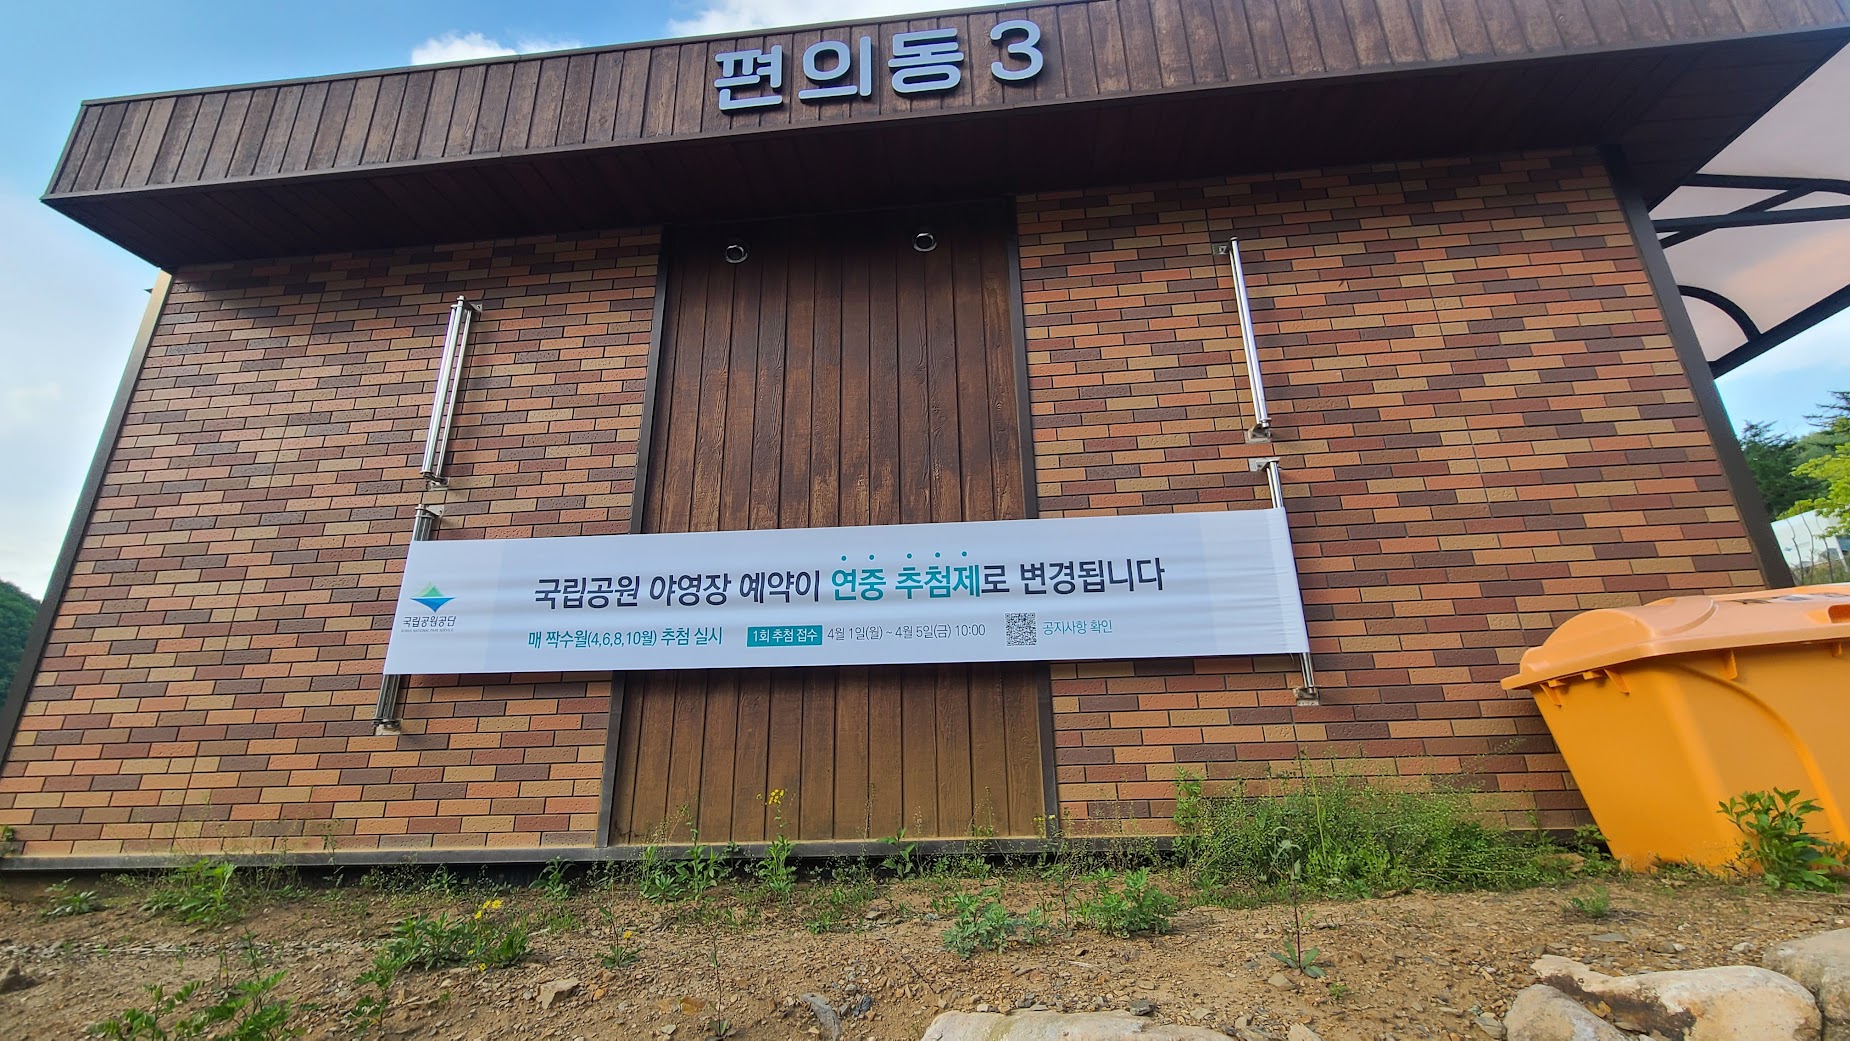 편의동 3
국립공원 야영장 예약이 연중 추첨제로 변경됩니다
국립공원공단
매 짝수월(4,6,8,10월) 추첨 실시 1회 추첨 접수 4월 1일(월) ~ 4월 5일(금) 10:00 공지사항 확인